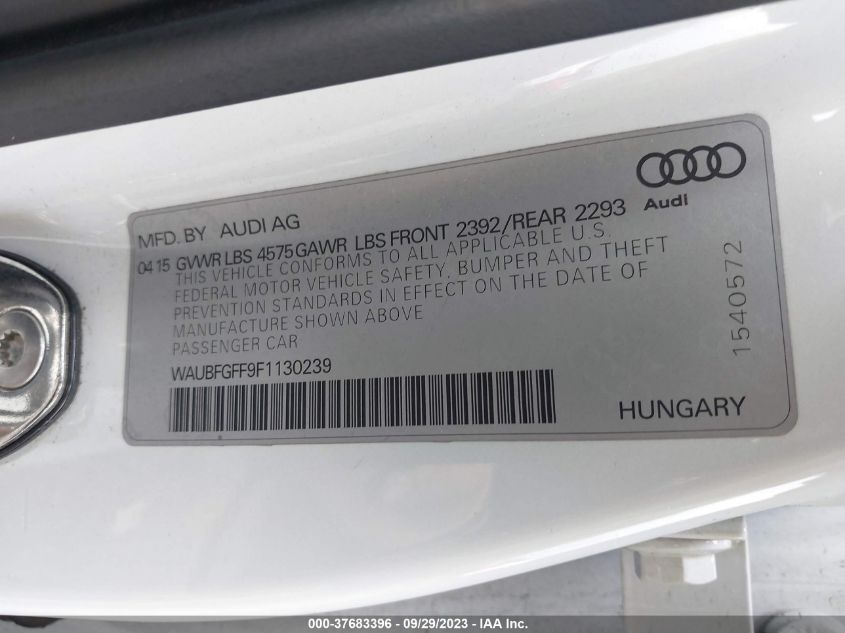 Audi
MFD. BY AUDI AG
04 15 GVWR LBS 4575 GAWR LBS FRONT 2392/REAR 2293
THIS VEHICLE CONFORMS TO ALL APPLICABLE U.S.
FEDERAL MOTOR VEHICLE SAFETY, BUMPER AND THEFT
PREVENTION STANDARDS IN EFFECT ON THE DATE OF
MANUFACTURE SHOWN ABOVE
PASSENGER CAR
WAUBFGFF9F1130239
1540572
HUNGARY
000-37683396 - 09/29/2023 - IAA Inc.